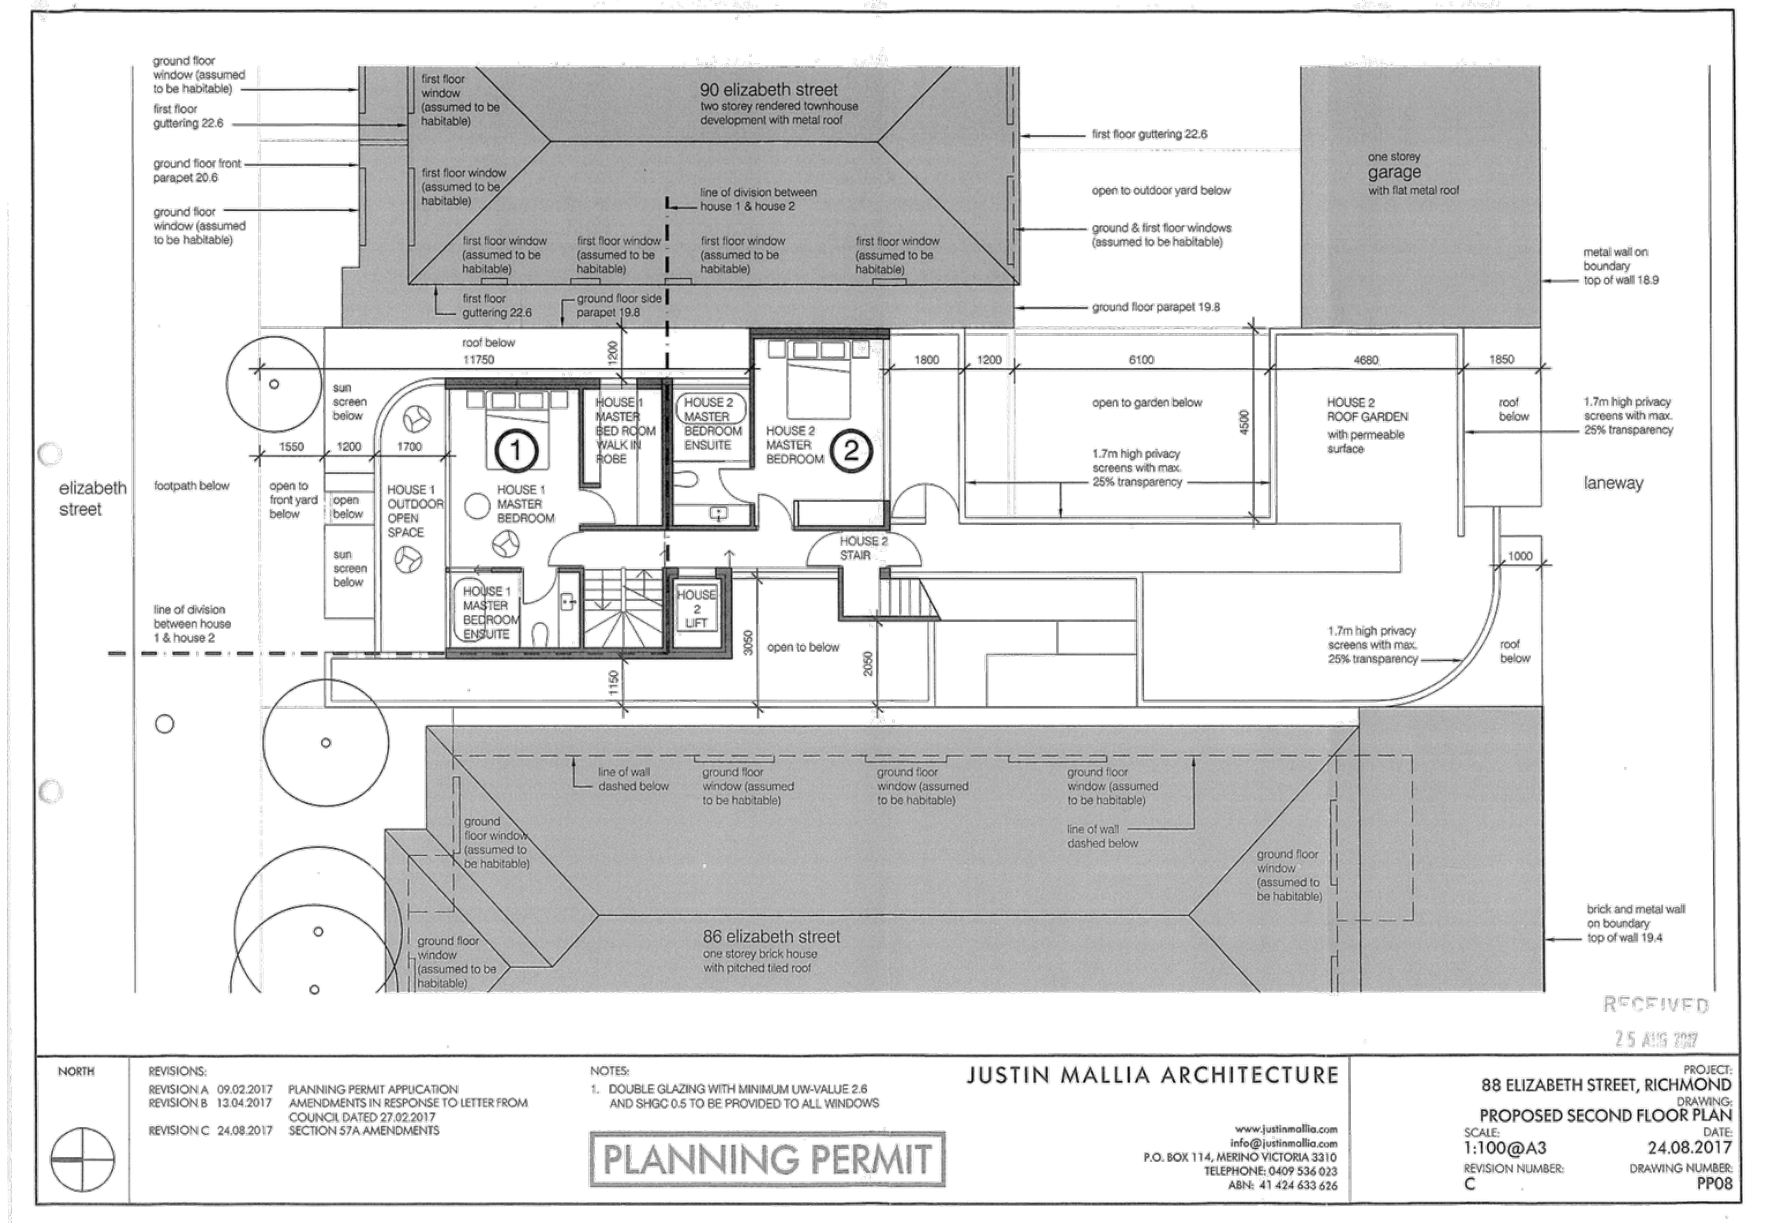 ground floor
window (assumed
to be habitable)
first floor
guttering 22.6
ground floor front
parapet 20.6
ground floor
window (assumed
to be habitable)
first floor
window
(assumed to be
habitable)
first floor window
(assumed to be
habitable)
90 elizabeth street
two storey rendered townhouse
development with metal roof
line of division between
house 1 & house 2
first floor window
(assumed to be
habitable)
first floor window
(assumed to be
habitable)
first floor window
(assumed to be
habitable)
first floor window
(assumed to be
habitable)
first floor
guttering 22.6
ground floor side
parapet 19.8
first floor guttering 22.6
open to outdoor yard below
ground & first floor windows
(assumed to be habitable)
ground floor parapet 19.8
one storey
garage
with flat metal roof
metal wall on
boundary
top of wall 18.9
roof below
11750
1200
1800
1200
6100
4680
1850
sun
screen
below
1550
1200
1700
HOUSE 1
MASTER
BED ROOM
WALK IN
ROBE
HOUSE 2
MASTER
BEDROOM
ENSUITE
HOUSE 2
MASTER
BEDROOM
1
2
open to garden below
4500
1.7m high privacy
screens with max.
25% transparency
HOUSE 2
ROOF GARDEN
with permeable
surface
roof
below
1.7m high privacy
screens with max.
25% transparency
elizabeth
street
footpath below
open to
front yard
below
open
below
HOUSE 1
OUTDOOR
OPEN
SPACE
HOUSE 1
MASTER
BEDROOM
laneway
sun
screen
below
HOUSE 2
STAIR
1000
line of division
between house
1 & house 2
HOUSE 1
MASTER
BEDROOM
ENSUITE
HOUSE
2
LIFT
3050
open to below
2050
1150
1.7m high privacy
screens with max.
25% transparency
roof
below
line of wall
dashed below
ground floor
window (assumed
to be habitable)
ground floor
window (assumed
to be habitable)
ground floor
window (assumed
to be habitable)
line of wall
dashed below
ground
floor window
(assumed to
be habitable)
ground floor
window
(assumed to
be habitable)
ground floor
window
(assumed to be
habitable)
86 elizabeth street
one storey brick house
with pitched tiled roof
brick and metal wall
on boundary
top of wall 19.4
RECEIVED
25 AUG 2017
NORTH
REVISIONS:
REVISION A 09.02.2017 PLANNING PERMIT APPLICATION
REVISION B 13.04.2017 AMENDMENTS IN RESPONSE TO LETTER FROM
COUNCIL DATED 27.02.2017
REVISION C 24.08.2017 SECTION 57A AMENDMENTS
NOTES:
1. DOUBLE GLAZING WITH MINIMUM UW-VALUE 2.6
AND SHGC 0.5 TO BE PROVIDED TO ALL WINDOWS
PLANNING PERMIT
JUSTIN MALLIA ARCHITECTURE
www.justinmallia.com
info@justinmallia.com
P.O. BOX 114, MERINO VICTORIA 3310
TELEPHONE: 0409 536 023
ABN: 41 424 633 626
PROJECT:
88 ELIZABETH STREET, RICHMOND
DRAWING:
PROPOSED SECOND FLOOR PLAN
SCALE: DATE:
1:100@A3 24.08.2017
REVISION NUMBER: DRAWING NUMBER:
C PP08